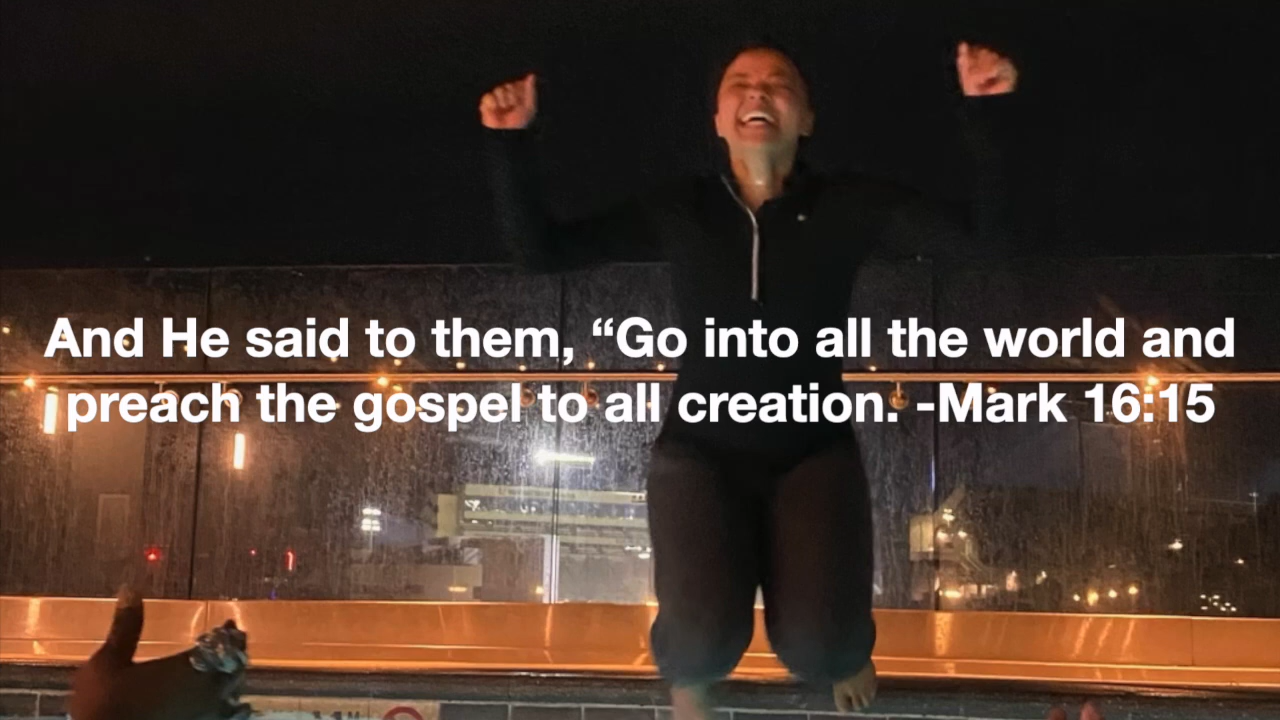 And He said to them, “Go into all the world and
preach the gospel to all creation. -Mark 16:15